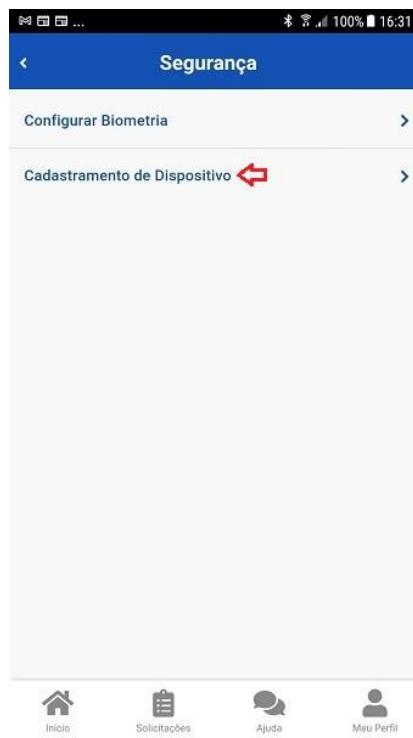 ... 100% 16:31
Segurança
Configurar Biometria
Cadastramento de Dispositivo
Início Solicitações Ajuda Meu Perfil